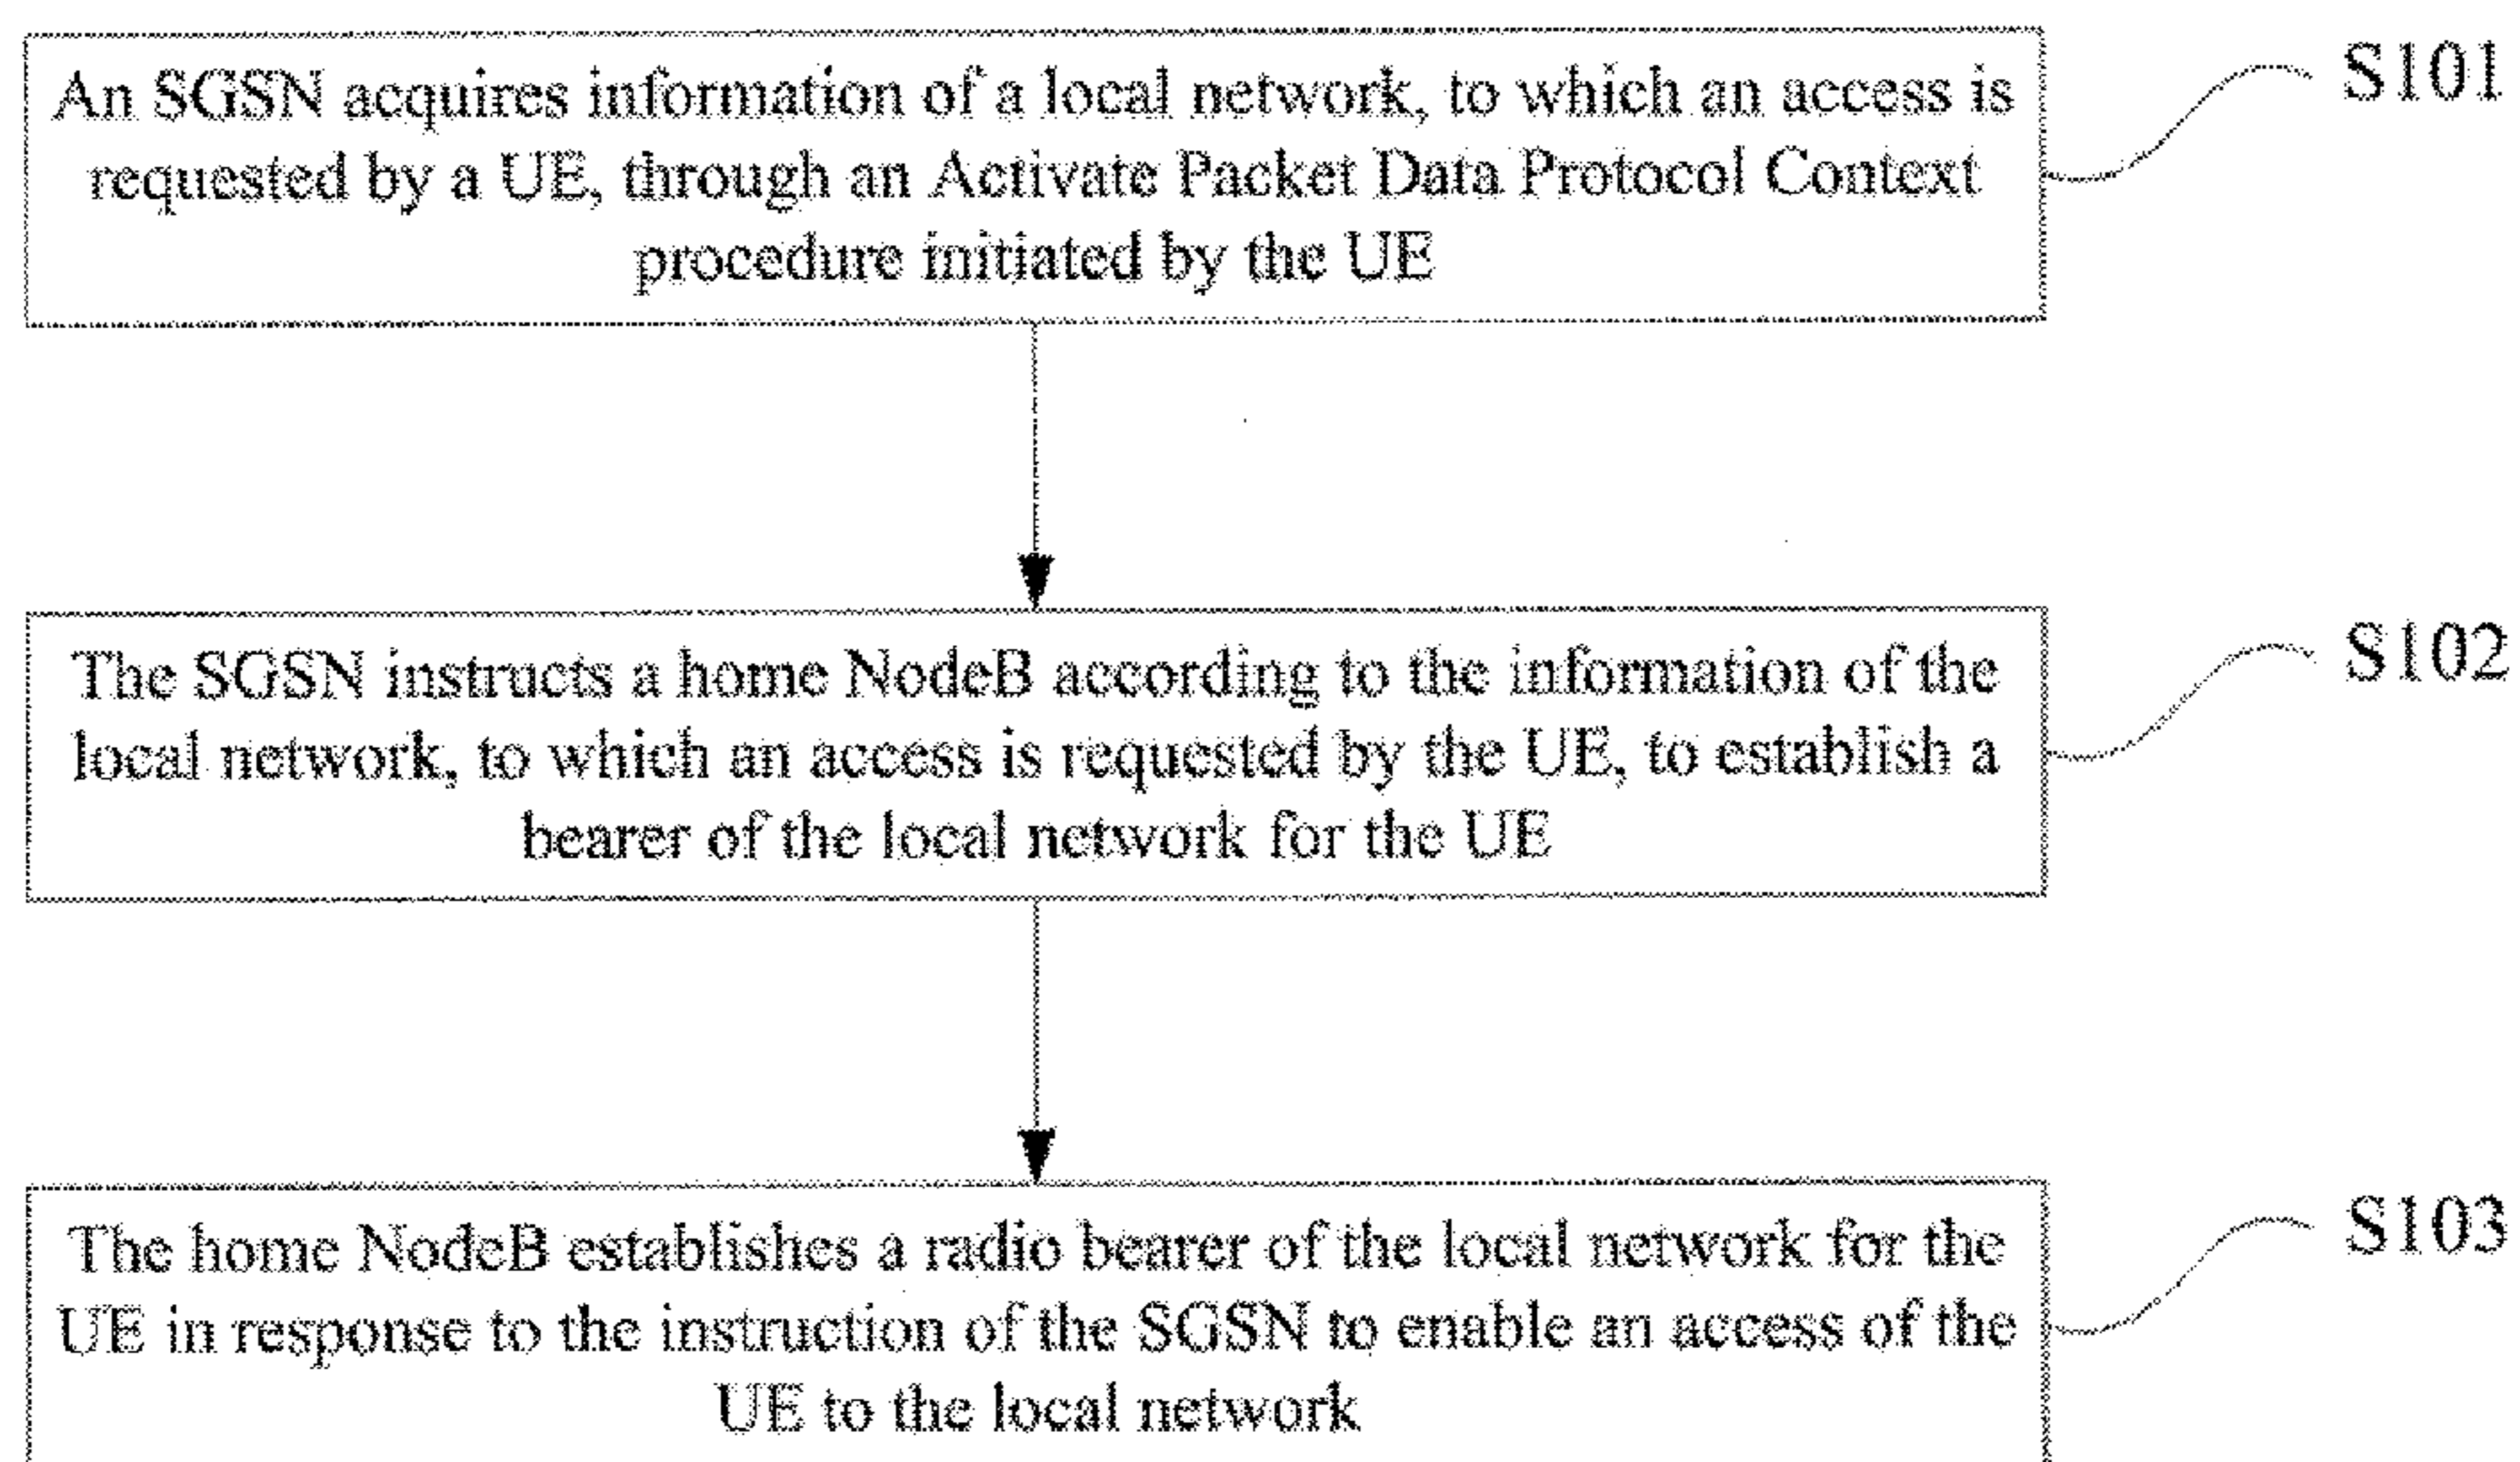 An SGSN acquires information of a local network, to which an access is
requested by a UE, through an Activate Packet Data Protocol Context
procedure initiated by the UE
S101
The SGSN instructs a home NodeB according to the information of the
local network, to which an access is requested by the UE, to establish a
bearer of the local network for the UE
S102
The home NodeB establishes a radio bearer of the local network for the
UE in response to the instruction of the SGSN to enable an access of the
UE to the local network
S103